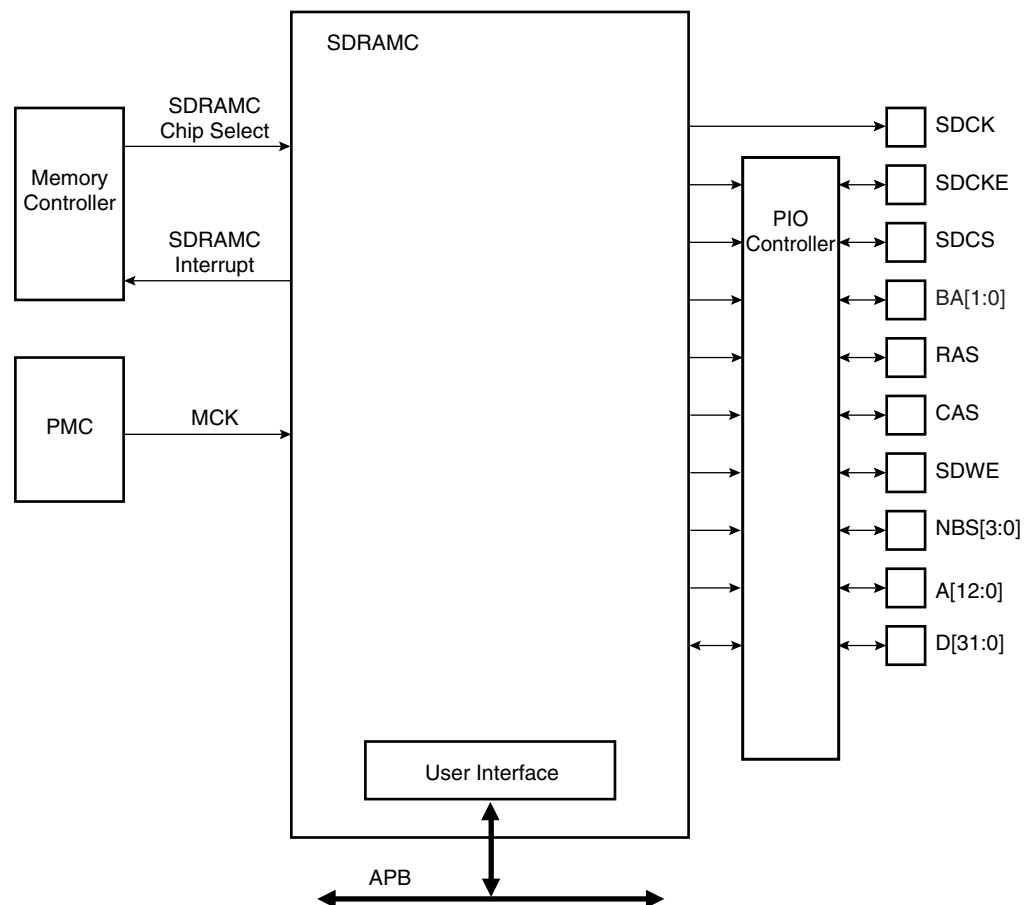 SDRAMC
SDRAMC
Chip Select
Memory
Controller
SDRAMC
Interrupt
PMC
MCK
PIO
Controller
SDCK
SDCKE
SDCS
BA[1:0]
RAS
CAS
SDWE
NBS[3:0]
A[12:0]
D[31:0]
User Interface
APB